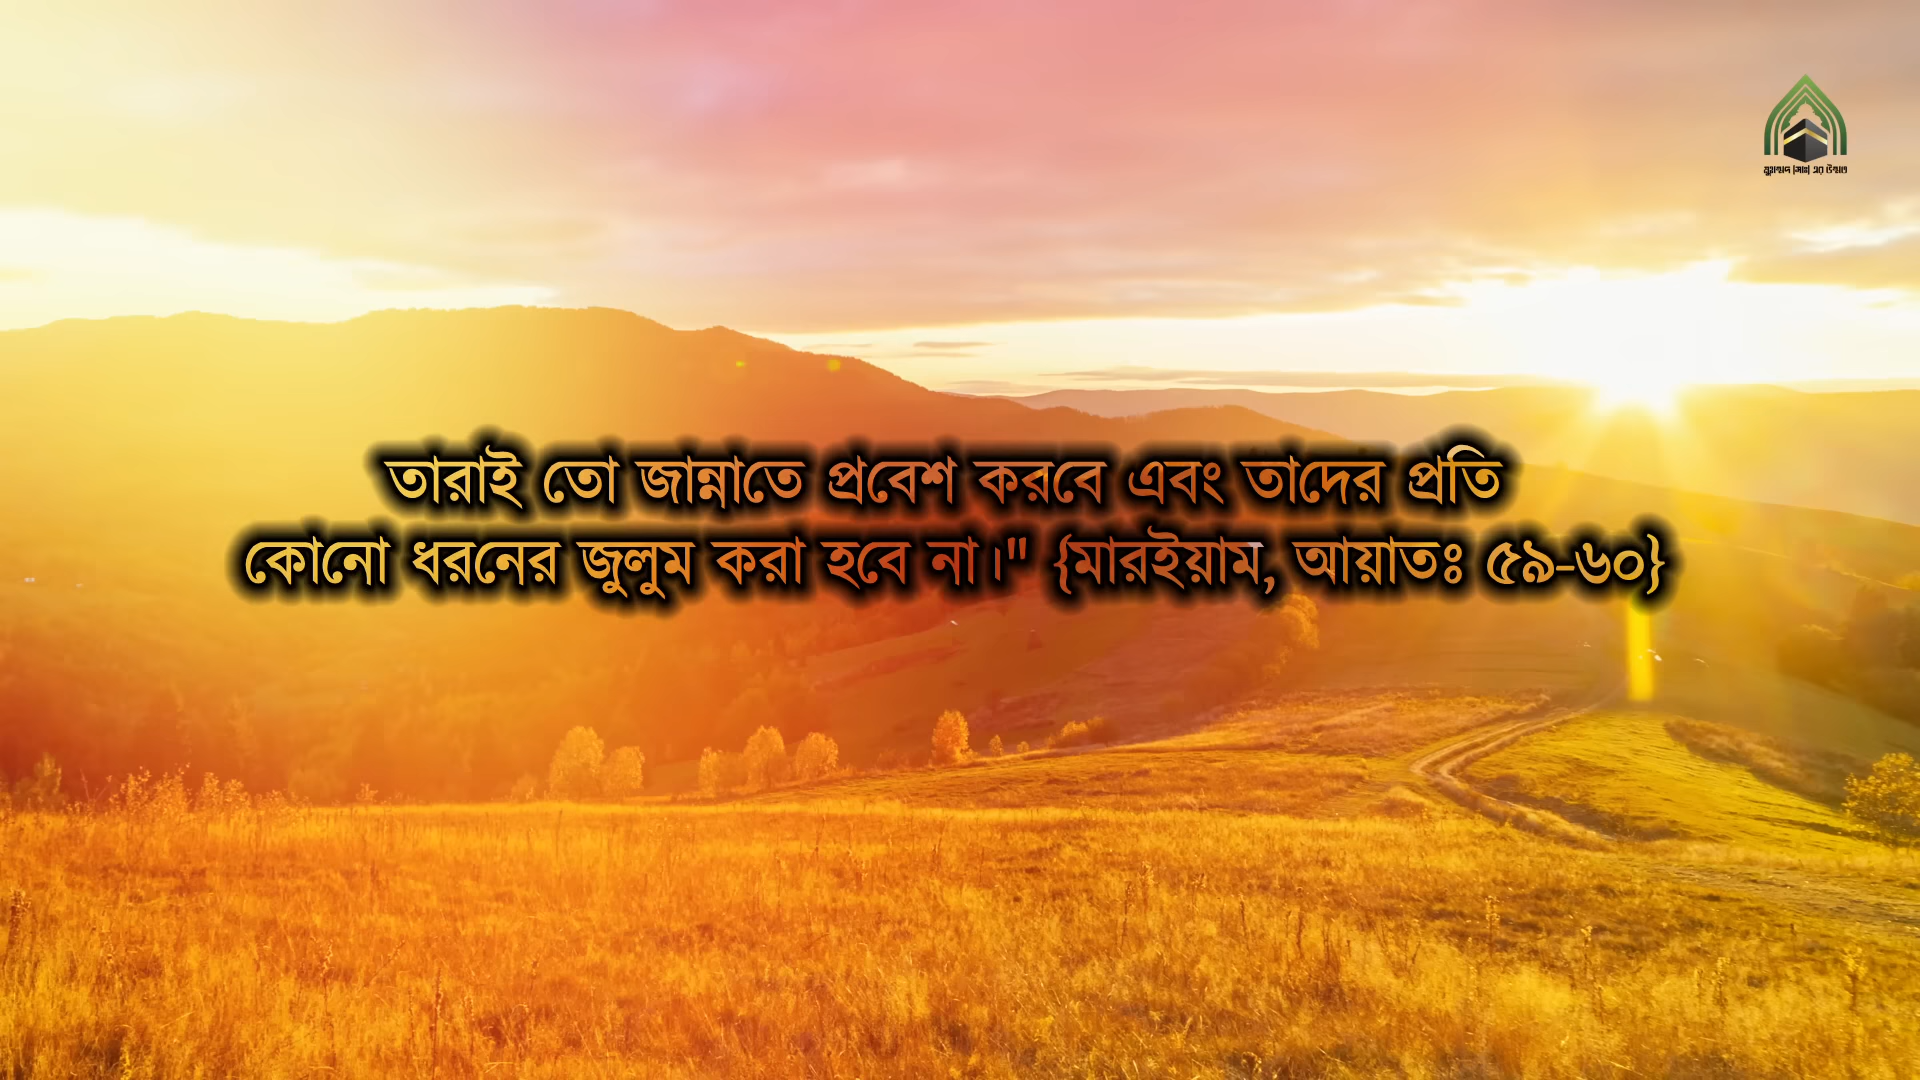 তারাই তো জান্নাতে প্রবেশ করবে এবং তাদের প্রতি
কোনো ধরনের জুলুম করা হবে না।" {মারইয়াম, আয়াতঃ ৫৯-৬০}